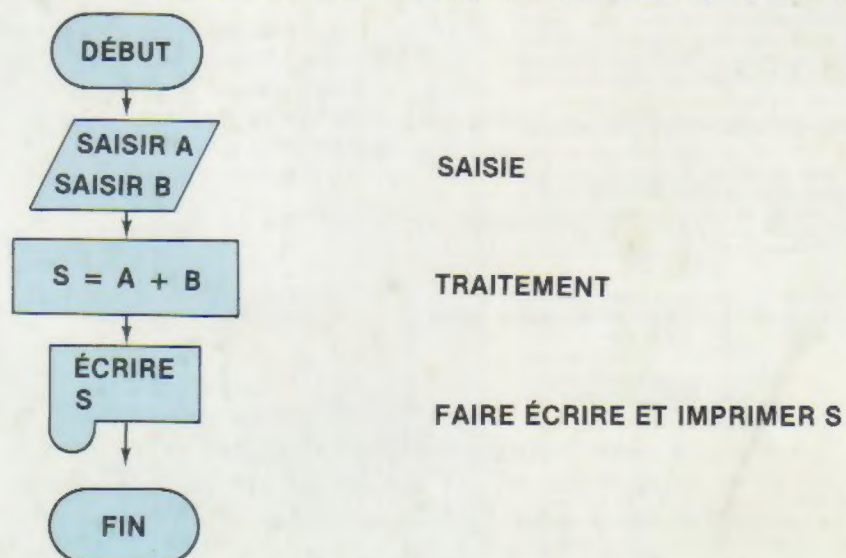 DÉBUT
SAISIR A
SAISIR B
SAISIE
S = A + B
TRAITEMENT
ÉCRIRE
S
FAIRE ÉCRIRE ET IMPRIMER S
FIN